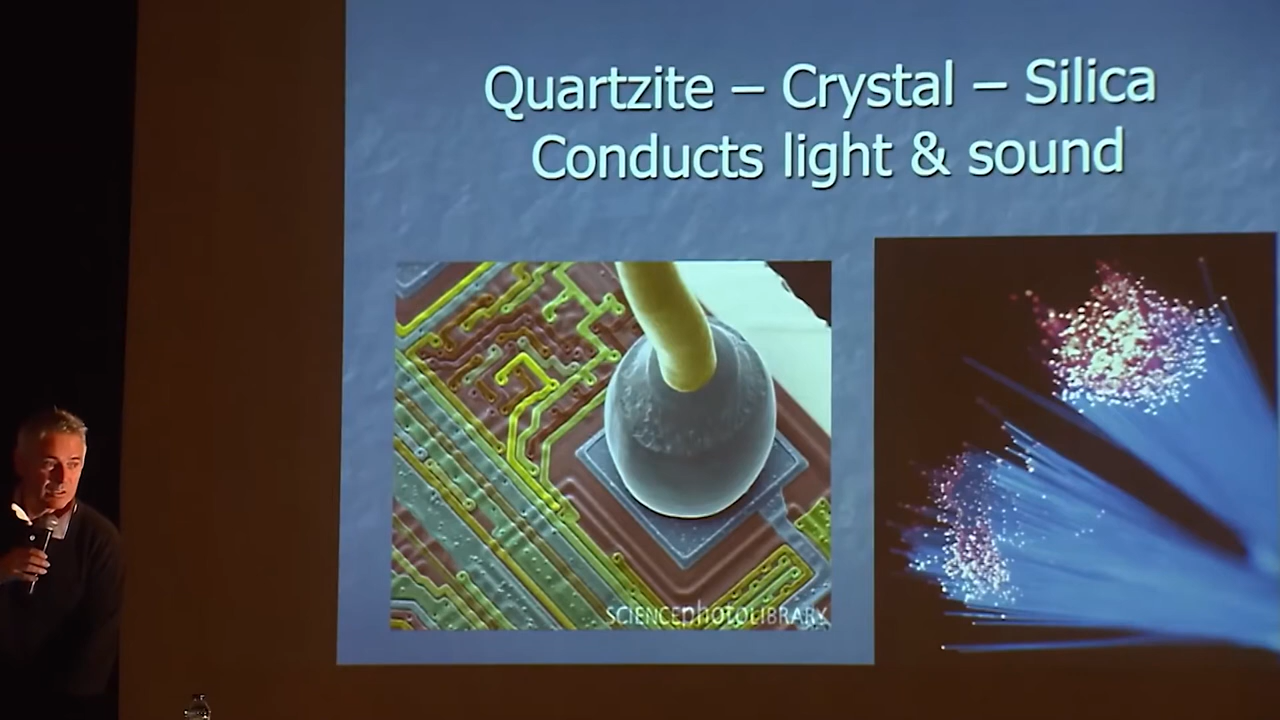 Quartzite – Crystal – Silica
Conducts light & sound
SCIENCEphotoLIBRARY